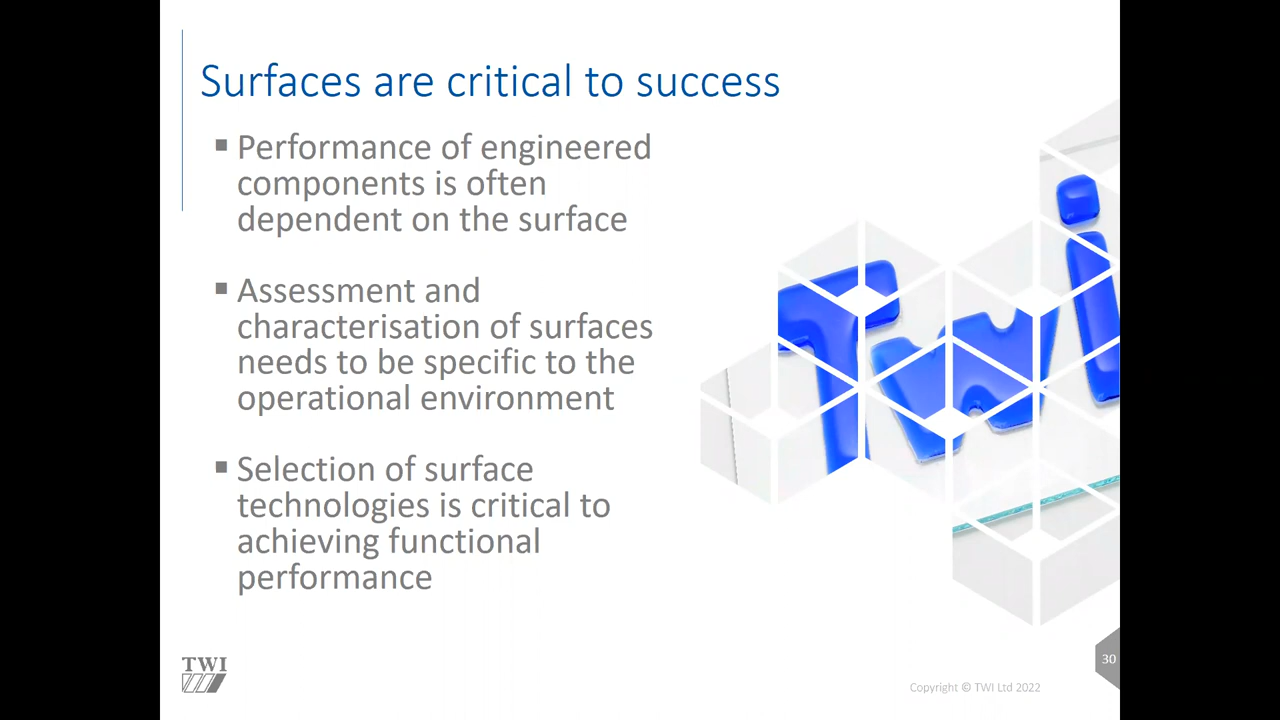 Surfaces are critical to success
▪ Performance of engineered
components is often
dependent on the surface
▪ Assessment and
characterisation of surfaces
needs to be specific to the
operational environment
▪ Selection of surface
technologies is critical to
achieving functional
performance
Twi
TWI
Copyright © TWI Ltd 2022
30